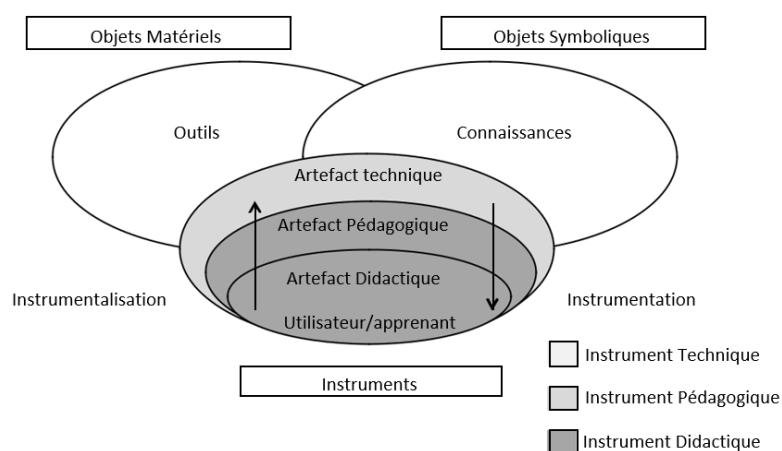 Objets Matériels
Objets Symboliques
Outils
Connaissances
Artefact technique
Artefact Pédagogique
Artefact Didactique
Instrumentalisation
Instrumentation
Utilisateur/apprenant
Instruments
Instrument Technique
Instrument Pédagogique
Instrument Didactique